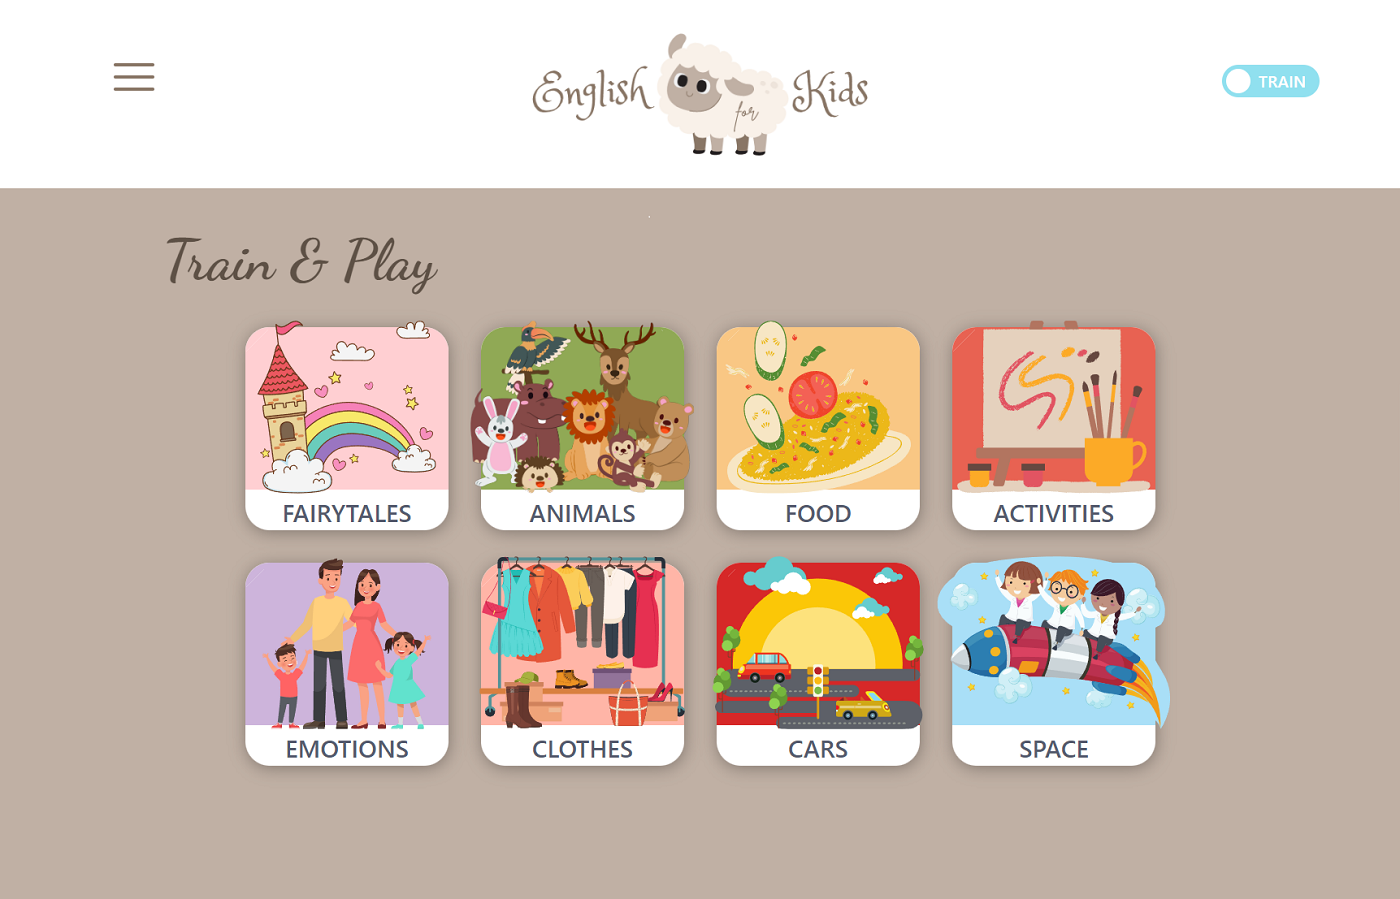 English for Kids
TRAIN
Train & Play
FAIRYTALES
ANIMALS
FOOD
ACTIVITIES
EMOTIONS
CLOTHES
CARS
SPACE